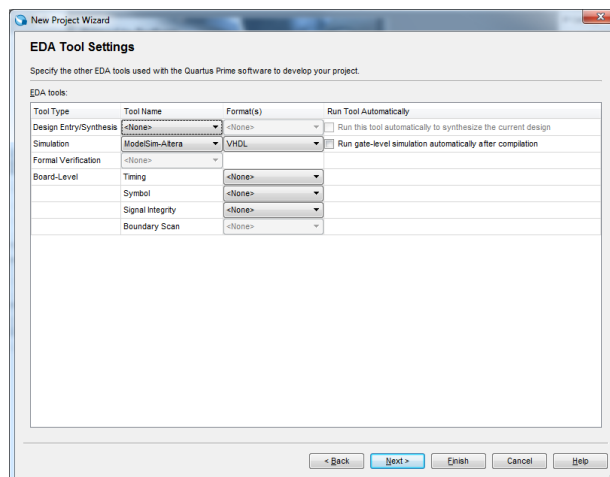 New Project Wizard
EDA Tool Settings
Specify the other EDA tools used with the Quartus Prime software to develop your project.
EDA tools:
Tool Type Tool Name Format(s) Run Tool Automatically
Design Entry/Synthesis <None> <None> Run this tool automatically to synthesize the current design
Simulation ModelSim-Altera VHDL Run gate-level simulation automatically after compilation
Formal Verification <None>
Board-Level Timing <None>
Symbol <None>
Signal Integrity <None>
Boundary Scan <None>
< Back Next > Finish Cancel Help